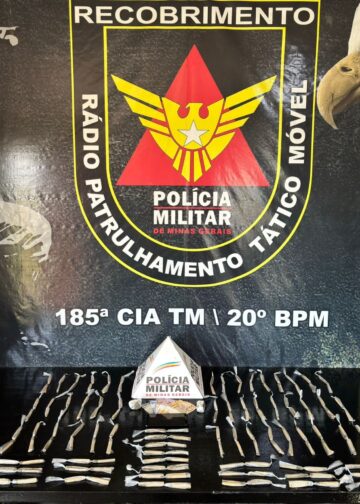 RECOBRIMENTO
RÁDIO PATRULHAMENTO TÁTICO MÓVEL
POLÍCIA
MILITAR
DE MINAS GERAIS
185ª CIA TM \ 20º BPM
POLÍCIA
MILITAR
DE MINAS GERAIS